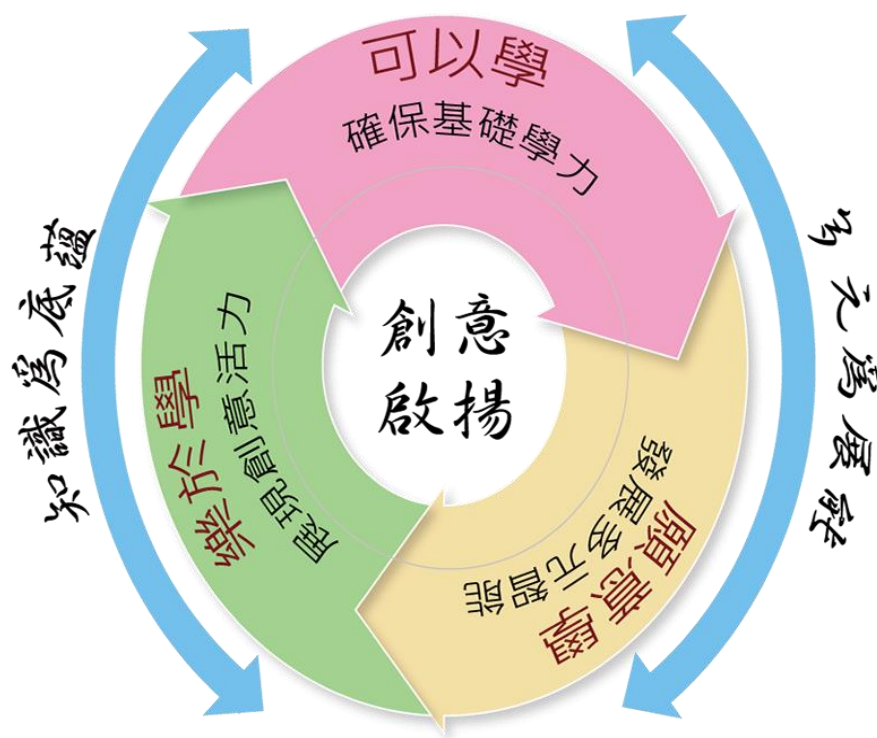 可以學
確保基礎學力
願意學
發展多元智能
樂於學
展現創意活力
創意
啟揚
知識為底蘊
多元為展能